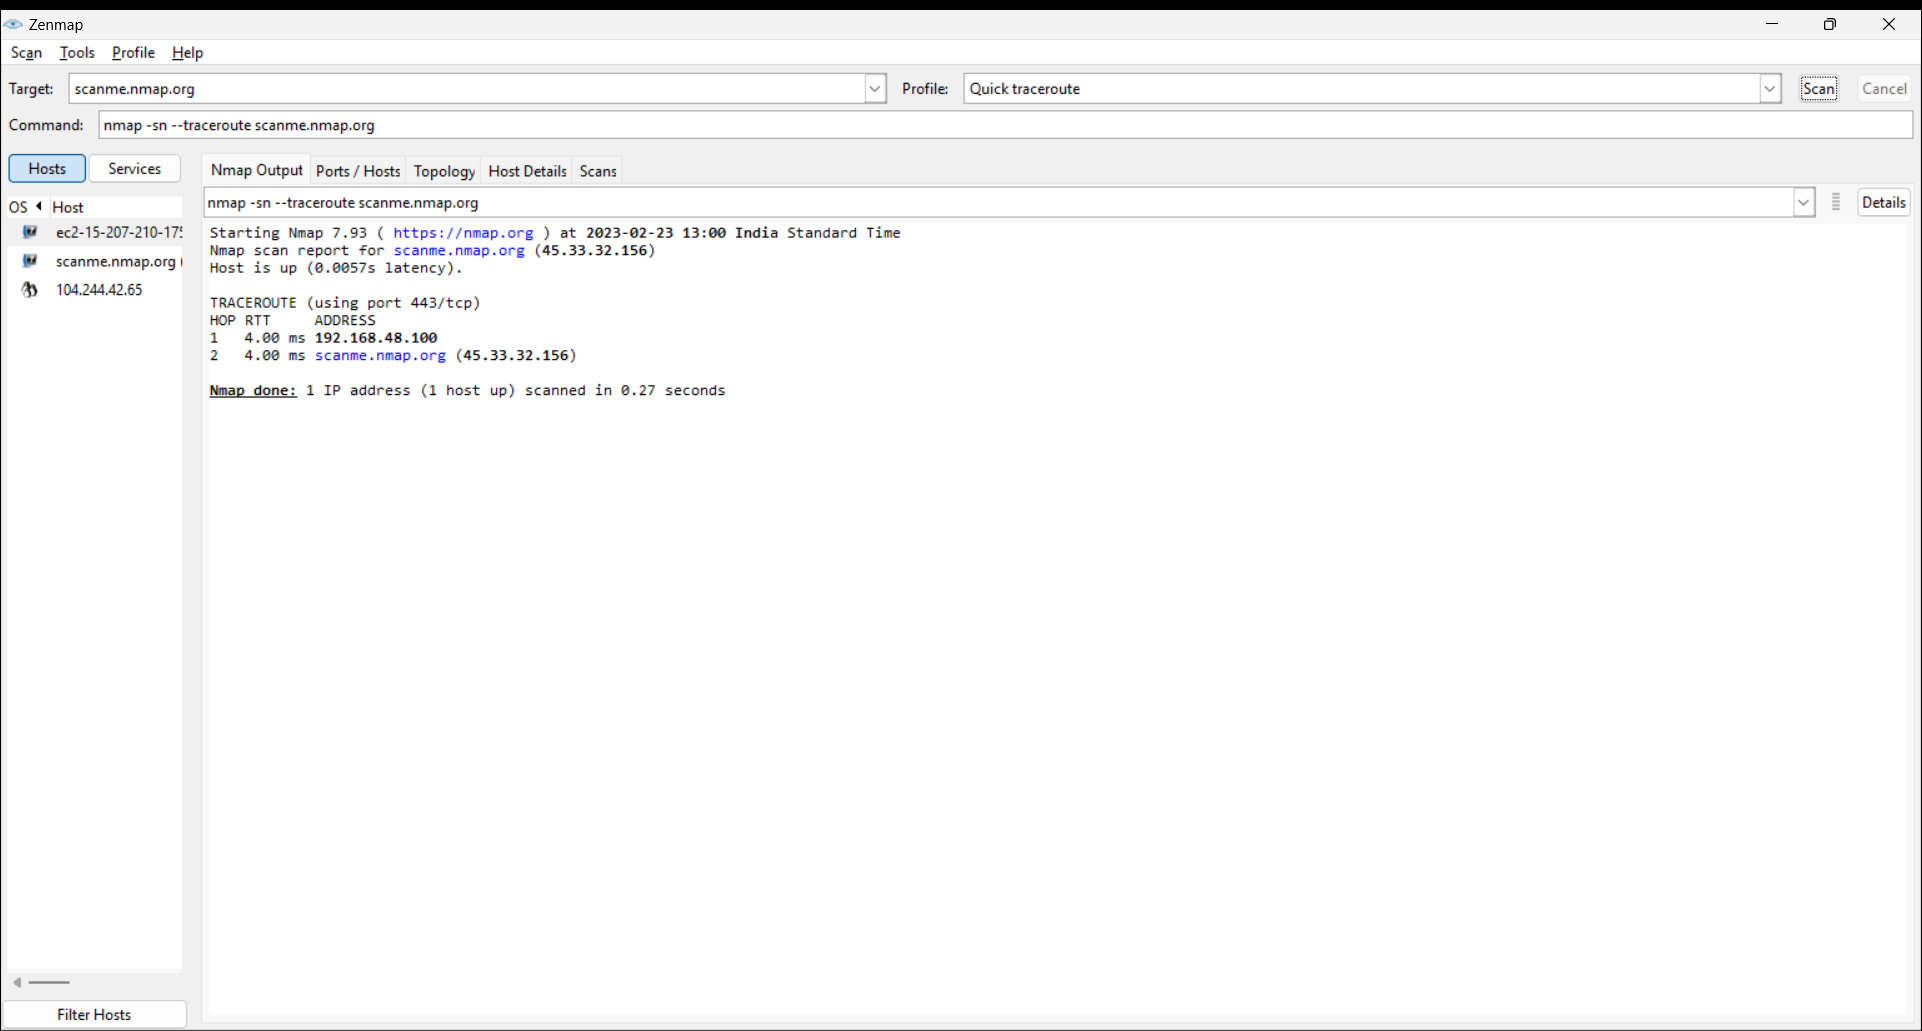 Zenmap
Scan Tools Profile Help
Target: scanme.nmap.org Profile: Quick traceroute Scan Cancel
Command: nmap -sn --traceroute scanme.nmap.org
Hosts Services
Nmap Output Ports / Hosts Topology Host Details Scans
OS Host
ec2-15-207-210-175
scanme.nmap.org (
104.244.42.65
nmap -sn --traceroute scanme.nmap.org Details
Starting Nmap 7.93 ( https://nmap.org ) at 2023-02-23 13:00 India Standard Time
Nmap scan report for scanme.nmap.org (45.33.32.156)
Host is up (0.0057s latency).
TRACEROUTE (using port 443/tcp)
HOP RTT ADDRESS
1 4.00 ms 192.168.48.100
2 4.00 ms scanme.nmap.org (45.33.32.156)
Nmap done: 1 IP address (1 host up) scanned in 0.27 seconds
Filter Hosts